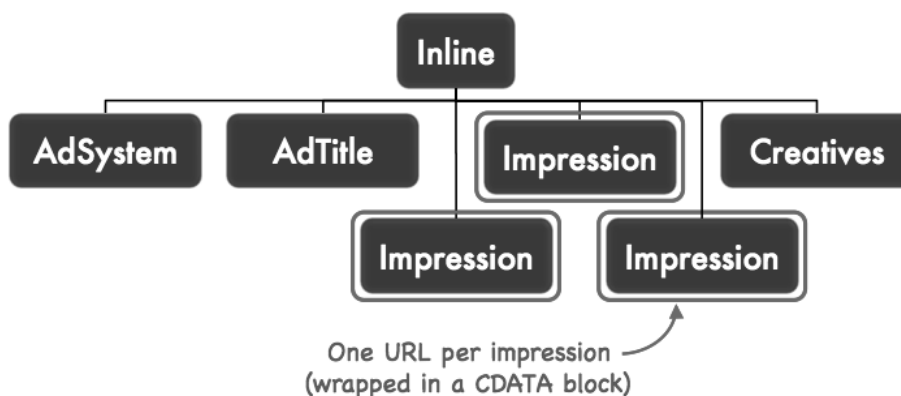 Inline
AdSystem
AdTitle
Impression
Creatives
Impression
Impression
One URL per impression
(wrapped in a CDATA block)